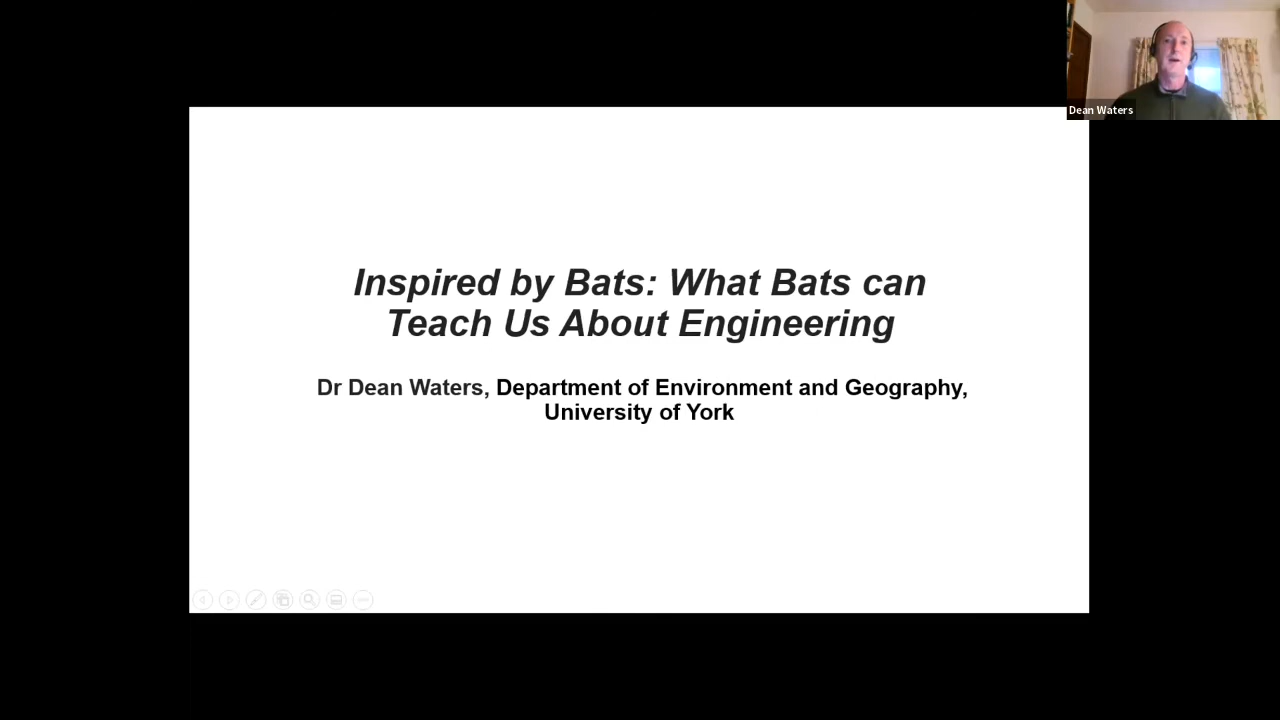 Dean Waters
Inspired by Bats: What Bats can
Teach Us About Engineering
Dr Dean Waters, Department of Environment and Geography,
University of York